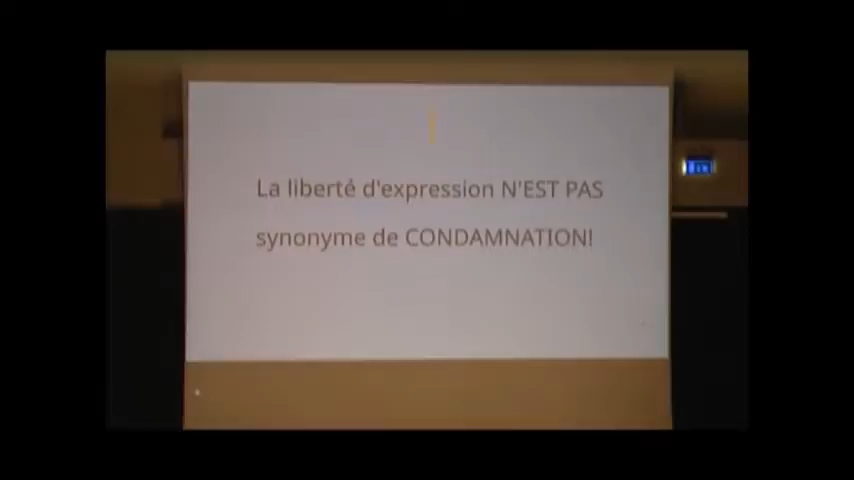 La liberté d'expression N'EST PAS
synonyme de CONDAMNATION!